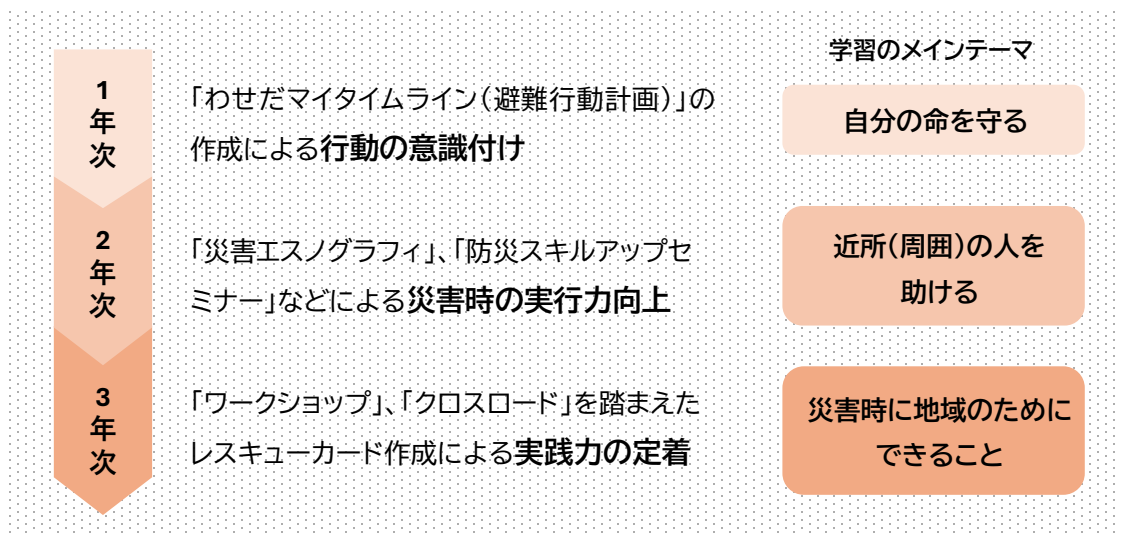 学習のメインテーマ
1年次
「わせだマイタイムライン(避難行動計画)」の
作成による行動の意識付け
自分の命を守る
2年次
「災害エスノグラフィ」、「防災スキルアップセ
ミナー」などによる災害時の実行力向上
近所(周囲)の人を
助ける
3年次
「ワークショップ」、「クロスロード」を踏まえた
レスキューカード作成による実践力の定着
災害時に地域のために
できること